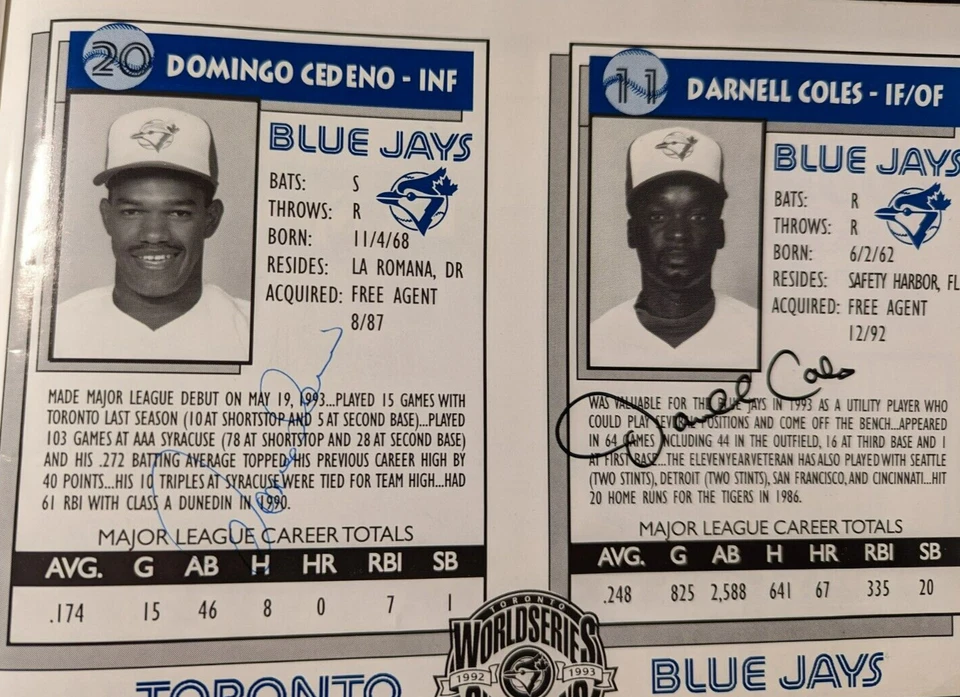 20 DOMINGO CEDENO - INF
BLUE JAYS
BATS: S
THROWS: R
BORN: 11/4/68
RESIDES: LA ROMANA, DR
ACQUIRED: FREE AGENT
8/87
MADE MAJOR LEAGUE DEBUT ON MAY 19, 1993...PLAYED 15 GAMES WITH
TORONTO LAST SEASON (10 AT SHORTSTOP AND 5 AT SECOND BASE)...PLAYED
103 GAMES AT AAA SYRACUSE (78 AT SHORTSTOP AND 28 AT SECOND BASE)
AND HIS .272 BATTING AVERAGE TOPPED HIS PREVIOUS CAREER HIGH BY
40 POINTS...HIS 10 TRIPLES AT SYRACUSE WERE TIED FOR TEAM HIGH...HAD
61 RBI WITH CLASS A DUNEDIN IN 1990.
MAJOR LEAGUE CAREER TOTALS
AVG. G AB H HR RBI SB
.174 15 46 8 0 7 1
11 DARNELL COLES - IF/OF
BLUE JAYS
BATS: R
THROWS: R
BORN: 6/2/62
RESIDES: SAFETY HARBOR, FL
ACQUIRED: FREE AGENT
12/92
Darnell Coles
WAS VALUABLE FOR THE BLUE JAYS IN 1993 AS A UTILITY PLAYER WHO
COULD PLAY SEVERAL POSITIONS AND COME OFF THE BENCH...APPEARED
IN 64 GAMES INCLUDING 44 IN THE OUTFIELD, 16 AT THIRD BASE AND 1
AT FIRST BASE...THE ELEVEN YEAR VETERAN HAS ALSO PLAYED WITH SEATTLE
(TWO STINTS), DETROIT (TWO STINTS), SAN FRANCISCO, AND CINCINNATI...HIT
20 HOME RUNS FOR THE TIGERS IN 1986.
MAJOR LEAGUE CAREER TOTALS
AVG. G AB H HR RBI SB
.248 825 2,588 641 67 335 20
TORONTO
WORLD SERIES
1992 1993
TORONTO
BLUE JAYS